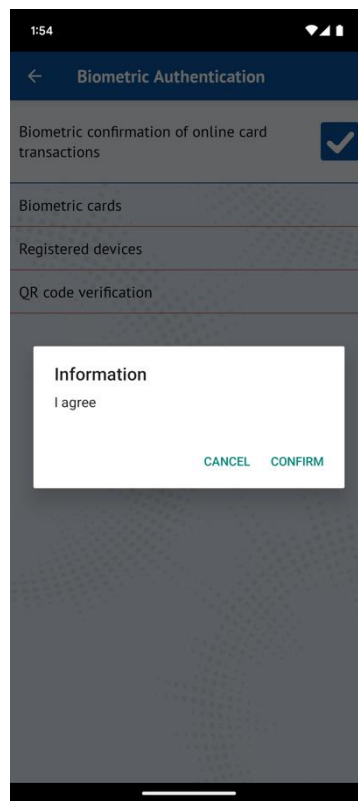 1:54
Biometric Authentication
Biometric confirmation of online card
transactions
Biometric cards
Registered devices
QR code verification
Information
I agree
CANCEL CONFIRM